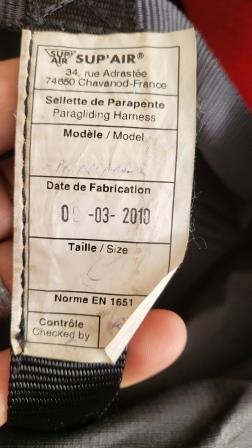 SUP'AIR SUP'AIR®
34, rue Adrastée
74650 Chavanod-France
Sellette de Parapente
Paragliding Harness
Modèle / Model
Date de Fabrication
-03- 2010
Taille / Size
Norme EN 1651
Contrôle
Checked by